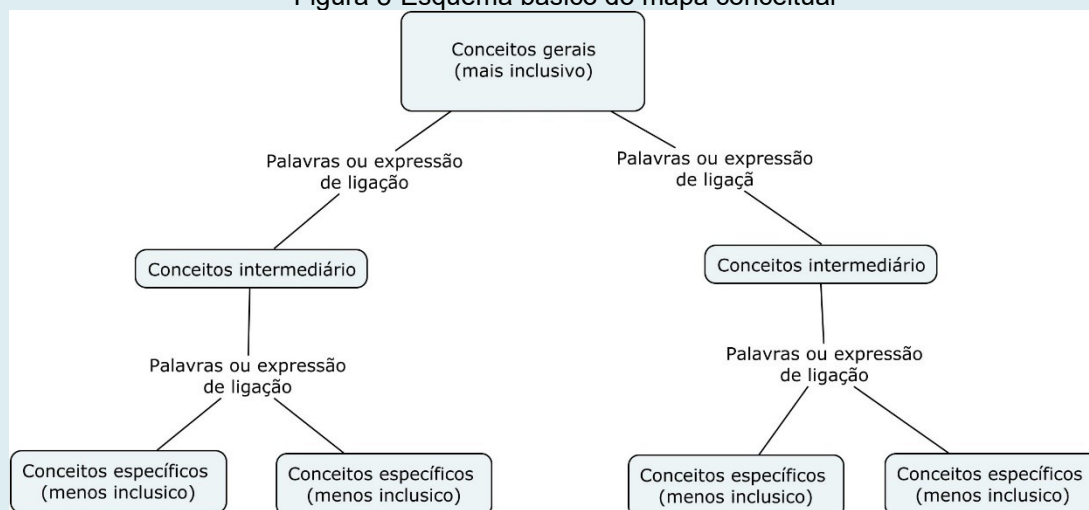 Figura 6 Esquema básico do mapa conceitual
Conceitos gerais
(mais inclusivo)
Palavras ou expressão
de ligação
Palavras ou expressão
de ligaçã
Conceitos intermediário
Conceitos intermediário
Palavras ou expressão
de ligação
Palavras ou expressão
de ligação
Conceitos específicos
(menos inclusico)
Conceitos específicos
(menos inclusico)
Conceitos específicos
(menos inclusico)
Conceitos específicos
(menos inclusico)